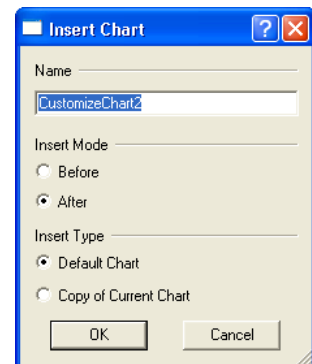 Insert Chart
Name
CustomizeChart2
Insert Mode
Before
After
Insert Type
Default Chart
Copy of Current Chart
OK Cancel